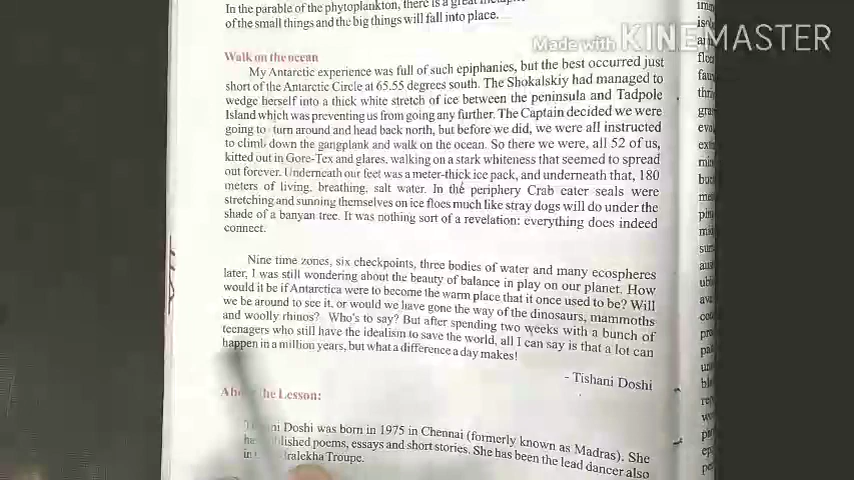 In the parable of the phytoplankton, there is a great
of the small things and the big things will fall into place.
Made with KINEMASTER
Walk on the ocean
My Antarctic experience was full of such epiphanies, but the best occurred just
short of the Antarctic Circle at 65.55 degrees south. The Shokalskiy had managed to
wedge herself into a thick white stretch of ice between the peninsula and Tadpole
Island which was preventing us from going any further. The Captain decided we were
going to turn around and head back north, but before we did, we were all instructed
to climb down the gangplank and walk on the ocean. So there we were, all 52 of us,
kitted out in Gore-Tex and glares, walking on a stark whiteness that seemed to spread
out forever. Underneath our feet was a meter-thick ice pack, and underneath that, 180
meters of living, breathing, salt water. In the periphery Crab eater seals were
stretching and sunning themselves on ice floes much like stray dogs will do under the
shade of a banyan tree. It was nothing sort of a revelation: everything does indeed
connect.
Nine time zones, six checkpoints, three bodies of water and many ecospheres
later, I was still wondering about the beauty of balance in play on our planet. How
would it be if Antarctica were to become the warm place that it once used to be? Will
we be around to see it, or would we have gone the way of the dinosaurs, mammoths
and woolly rhinos? Who's to say? But after spending two weeks with a bunch of
teenagers who still have the idealism to save the world, all I can say is that a lot can
happen in a million years, but what a difference a day makes!
- Tishani Doshi
the Lesson:
Doshi was born in 1975 in Chennai (formerly known as Madras). She
poems, essays and short stories. She has been the lead dancer also
in Troupe.